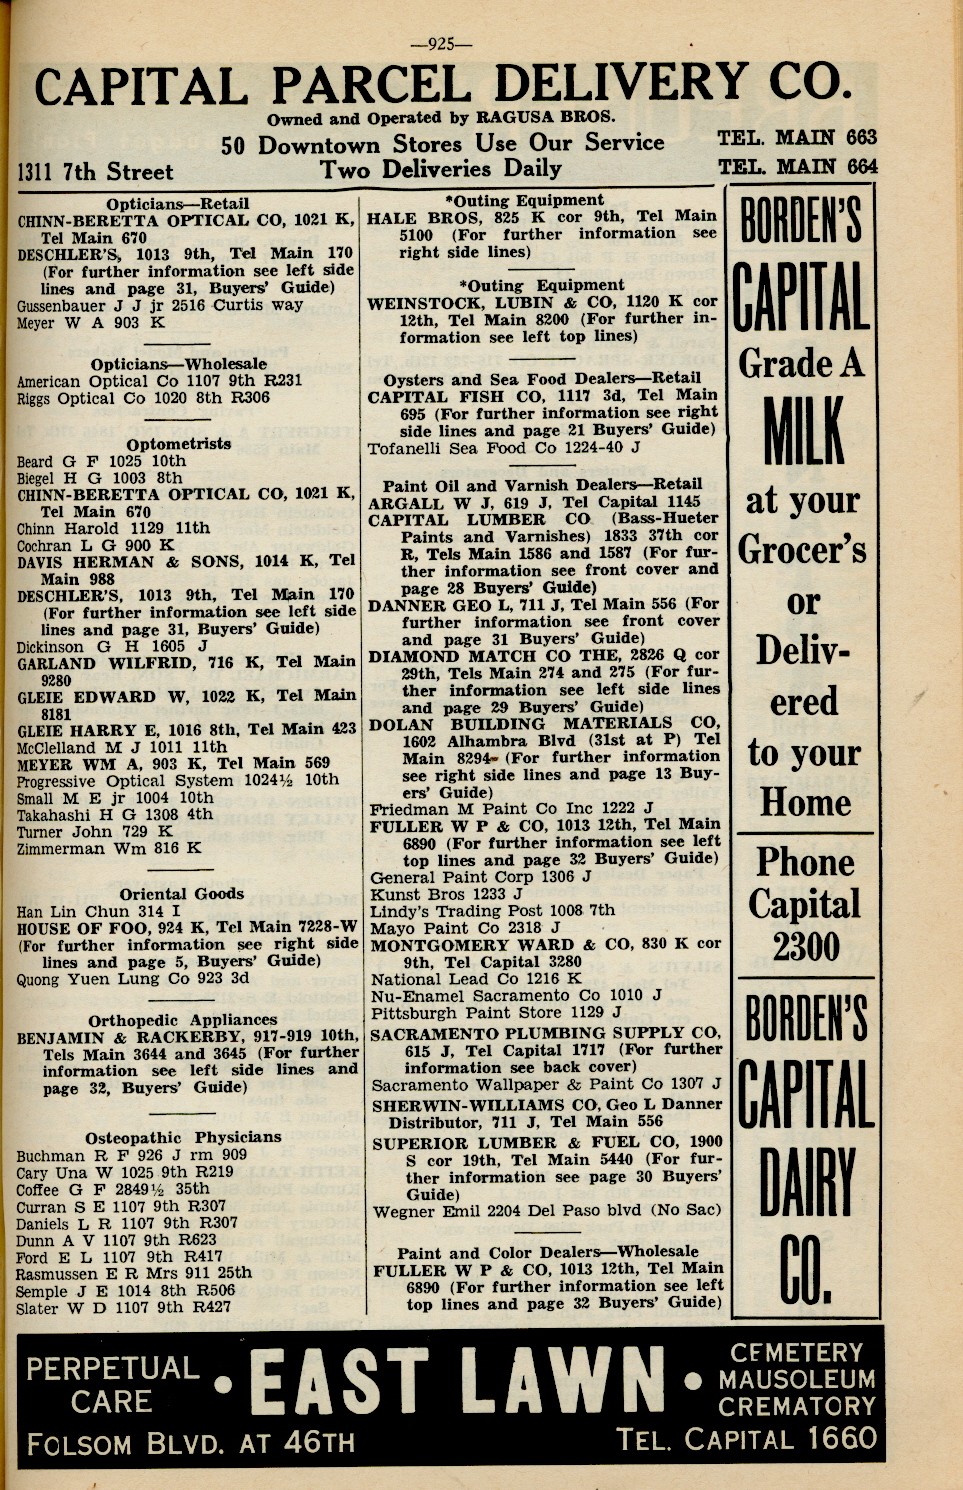 —925—
CAPITAL PARCEL DELIVERY CO.
Owned and Operated by RAGUSA BROS.
50 Downtown Stores Use Our Service
TEL. MAIN 663
1311 7th Street
Two Deliveries Daily
TEL. MAIN 664
Opticians—Retail
CHINN-BERETTA OPTICAL CO, 1021 K,
Tel Main 670
DESCHLER'S, 1013 9th, Tel Main 170
(For further information see left side
lines and page 31, Buyers' Guide)
Gussenbauer J J jr 2516 Curtis way
Meyer W A 903 K
Opticians—Wholesale
American Optical Co 1107 9th R231
Riggs Optical Co 1020 8th R306
Optometrists
Beard G F 1025 10th
Biegel H G 1003 8th
CHINN-BERETTA OPTICAL CO, 1021 K,
Tel Main 670
Chinn Harold 1129 11th
Cochran L G 900 K
DAVIS HERMAN & SONS, 1014 K, Tel
Main 988
DESCHLER'S, 1013 9th, Tel Main 170
(For further information see left side
lines and page 31, Buyers' Guide)
Dickinson G H 1605 J
GARLAND WILFRID, 716 K, Tel Main
9280
GLEIE EDWARD W, 1022 K, Tel Main
8181
GLEIE HARRY E, 1016 8th, Tel Main 423
McClelland M J 1011 11th
MEYER WM A, 903 K, Tel Main 569
Progressive Optical System 1024½ 10th
Small M E jr 1004 10th
Takahashi H G 1308 4th
Turner John 729 K
Zimmerman Wm 816 K
Oriental Goods
Han Lin Chun 314 I
HOUSE OF FOO, 924 K, Tel Main 7228-W
(For further information see right side
lines and page 5, Buyers' Guide)
Quong Yuen Lung Co 923 3d
Orthopedic Appliances
BENJAMIN & RACKERBY, 917-919 10th,
Tels Main 3644 and 3645 (For further
information see left side lines and
page 32, Buyers' Guide)
Osteopathic Physicians
Buchman R F 926 J rm 909
Cary Una W 1025 9th R219
Coffee G F 2849½ 35th
Curran S E 1107 9th R307
Daniels L R 1107 9th R307
Dunn A V 1107 9th R623
Ford E L 1107 9th R417
Rasmussen E R Mrs 911 25th
Semple J E 1014 8th R506
Slater W D 1107 9th R427
*Outing Equipment
HALE BROS, 825 K cor 9th, Tel Main
5100 (For further information see
right side lines)
*Outing Equipment
WEINSTOCK, LUBIN & CO, 1120 K cor
12th, Tel Main 8200 (For further in-
formation see left top lines)
Oysters and Sea Food Dealers—Retail
CAPITAL FISH CO, 1117 3d, Tel Main
695 (For further information see right
side lines and page 21 Buyers' Guide)
Tofanelli Sea Food Co 1224-40 J
Paint Oil and Varnish Dealers—Retail
ARGALL W J, 619 J, Tel Capital 1145
CAPITAL LUMBER CO (Bass-Hueter
Paints and Varnishes) 1833 37th cor
R, Tels Main 1586 and 1587 (For fur-
ther information see front cover and
page 28 Buyers' Guide)
DANNER GEO L, 711 J, Tel Main 556 (For
further information see front cover
and page 31 Buyers' Guide)
DIAMOND MATCH CO THE, 2826 Q cor
29th, Tels Main 274 and 275 (For fur-
ther information see left side lines
and page 29 Buyers' Guide)
DOLAN BUILDING MATERIALS CO,
1602 Alhambra Blvd (31st at P) Tel
Main 8294 (For further information
see right side lines and page 13 Buy-
ers' Guide)
Friedman M Paint Co Inc 1222 J
FULLER W P & CO, 1013 12th, Tel Main
6890 (For further information see left
top lines and page 32 Buyers' Guide)
General Paint Corp 1306 J
Kunst Bros 1233 J
Lindy's Trading Post 1008 7th
Mayo Paint Co 2318 J
MONTGOMERY WARD & CO, 830 K cor
9th, Tel Capital 3280
National Lead Co 1216 K
Nu-Enamel Sacramento Co 1010 J
Pittsburgh Paint Store 1129 J
SACRAMENTO PLUMBING SUPPLY CO,
615 J, Tel Capital 1717 (For further
information see back cover)
Sacramento Wallpaper & Paint Co 1307 J
SHERWIN-WILLIAMS CO, Geo L Danner
Distributor, 711 J, Tel Main 556
SUPERIOR LUMBER & FUEL CO, 1900
S cor 19th, Tel Main 5440 (For fur-
ther information see page 30 Buyers'
Guide)
Wegner Emil 2204 Del Paso blvd (No Sac)
Paint and Color Dealers—Wholesale
FULLER W P & CO, 1013 12th, Tel Main
6890 (For further information see left
top lines and page 32 Buyers' Guide)
BORDEN'S
CAPITAL
Grade A
MILK
at your
Grocer's
or
Deliv-
ered
to your
Home
Phone
Capital
2300
BORDEN'S
CAPITAL
DAIRY
CO.
PERPETUAL
CARE
• EAST LAWN •
CEMETERY
MAUSOLEUM
CREMATORY
FOLSOM BLVD. AT 46TH
TEL. CAPITAL 1660